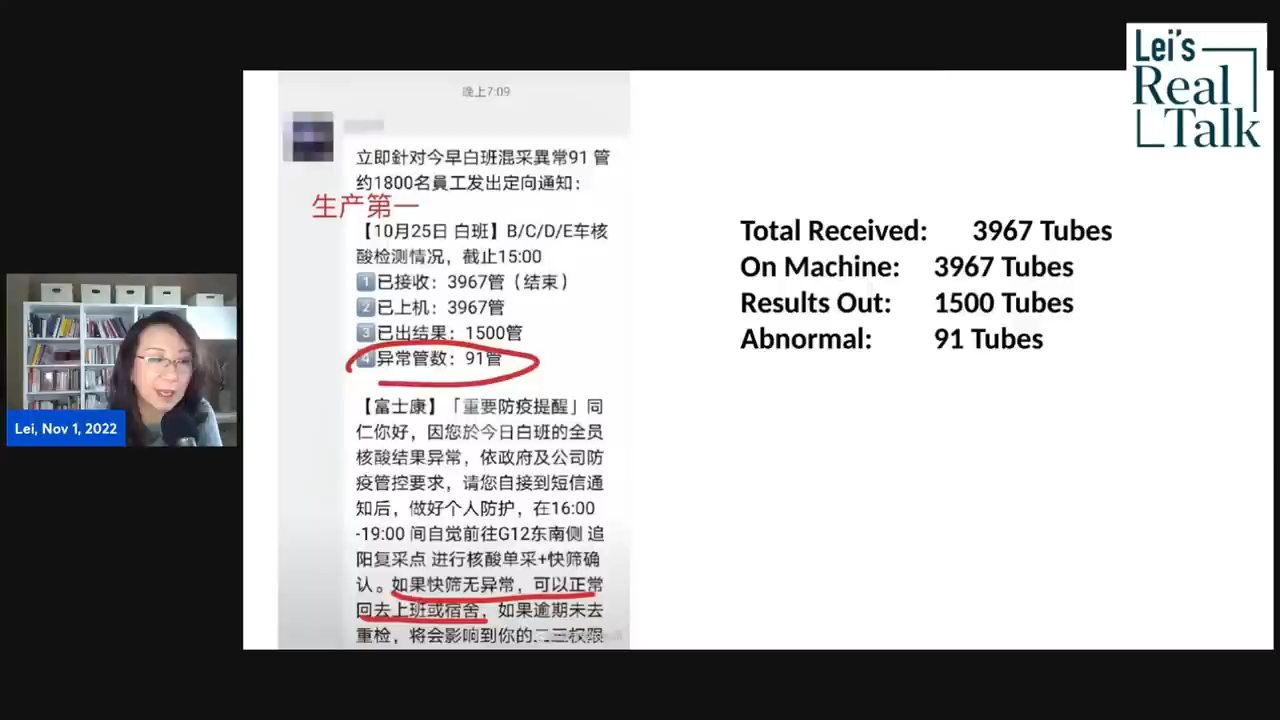 Lei's
Real
Talk
晚上7:09
立即針对今早白班混采異常91 管
约1800名員工发出定向通知：
生产第一
【10月25日 白班】B/C/D/E车核
酸检测情况，截止15:00
1 已接收：3967管（结束）
2 已上机：3967管
3 已出结果：1500管
4 异常管数：91管
【富士康】「重要防疫提醒」同
仁你好，因您於今日白班的全员
核酸结果异常，依政府及公司防
疫管控要求，请您自接到短信通
知后，做好个人防护，在16:00
-19:00 间自觉前往G12东南侧 追
阳复采点 进行核酸单采+快筛确
认。如果快筛无异常，可以正常
回去上班或宿舍，如果逾期未去
重检，将会影响到你的二三权限
Total Received: 3967 Tubes
On Machine: 3967 Tubes
Results Out: 1500 Tubes
Abnormal: 91 Tubes
Lei, Nov 1, 2022